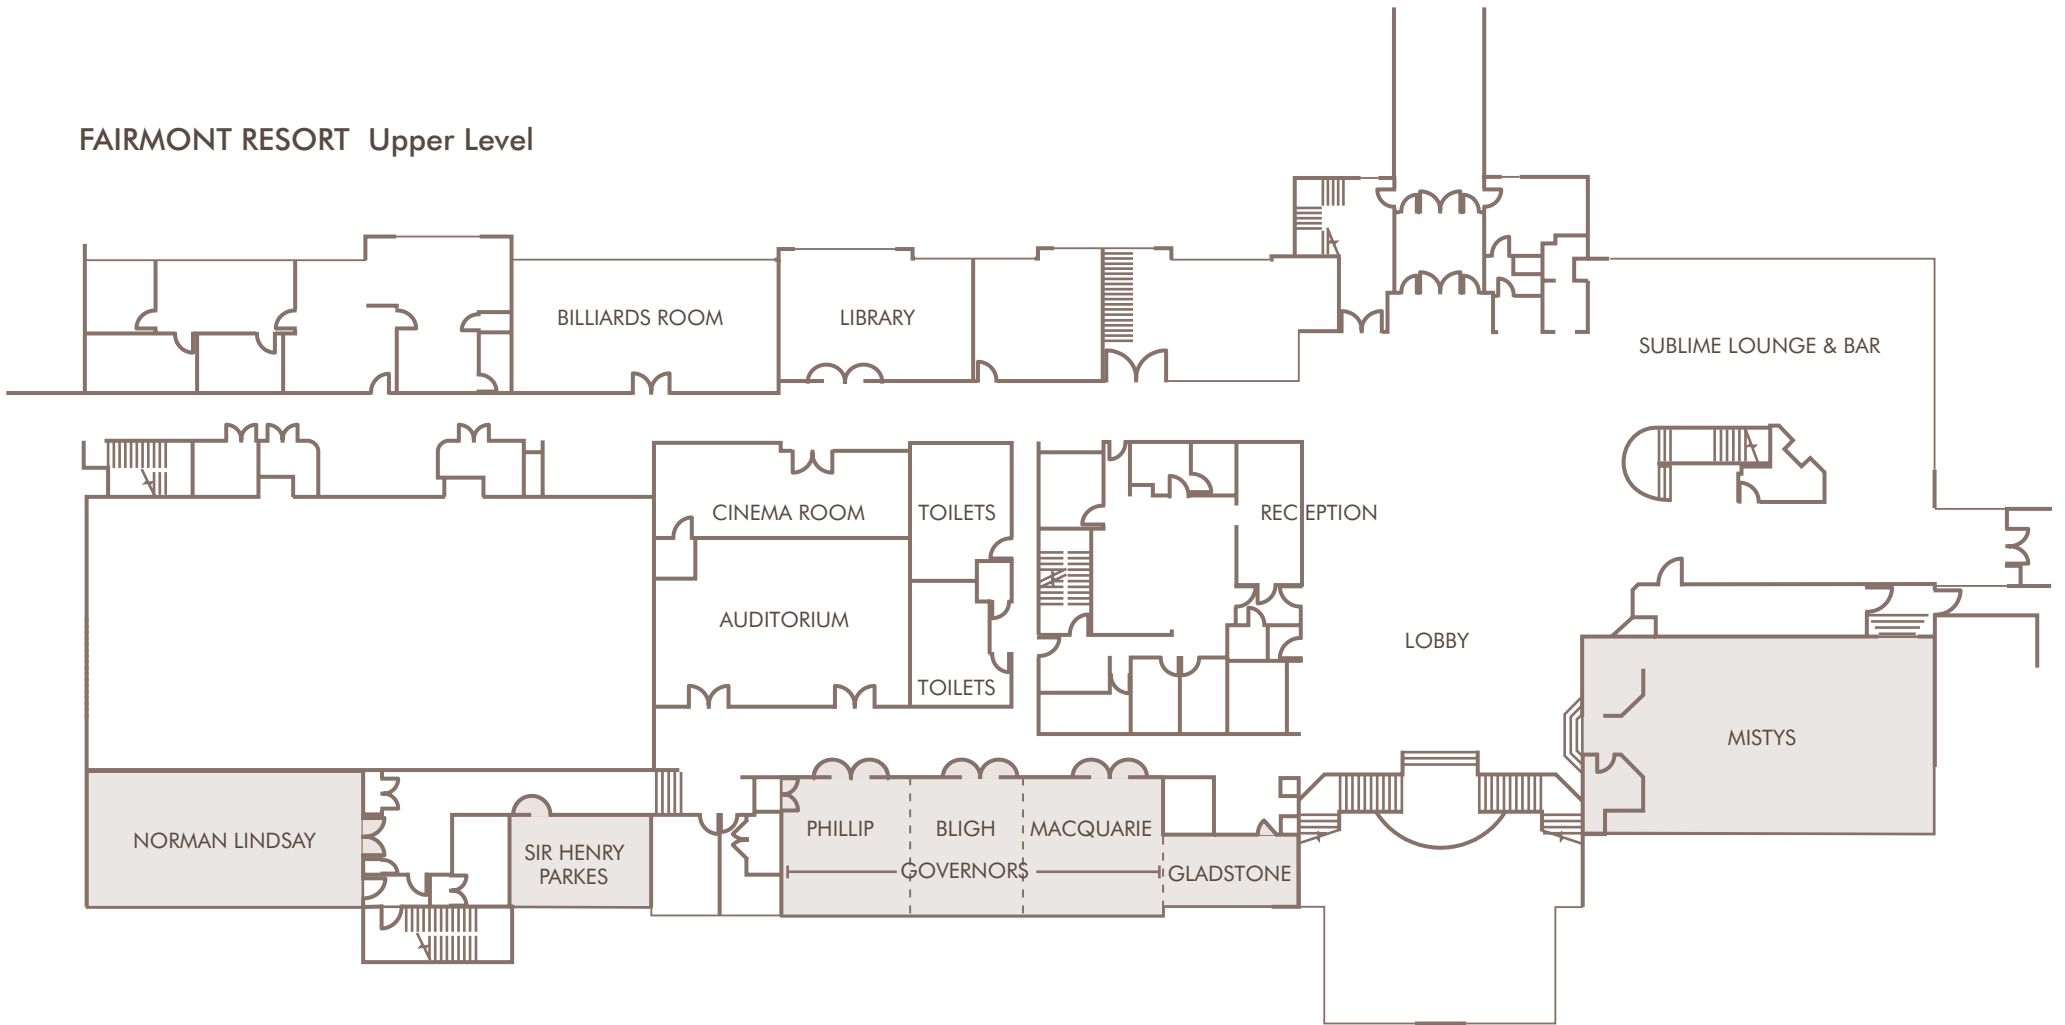 FAIRMONT RESORT Upper Level
BILLIARDS ROOM
LIBRARY
SUBLIME LOUNGE & BAR
CINEMA ROOM
TOILETS
RECEPTION
AUDITORIUM
LOBBY
TOILETS
MISTYS
NORMAN LINDSAY
SIR HENRY
PARKES
PHILLIP
BLIGH
MACQUARIE
GOVERNORS
GLADSTONE